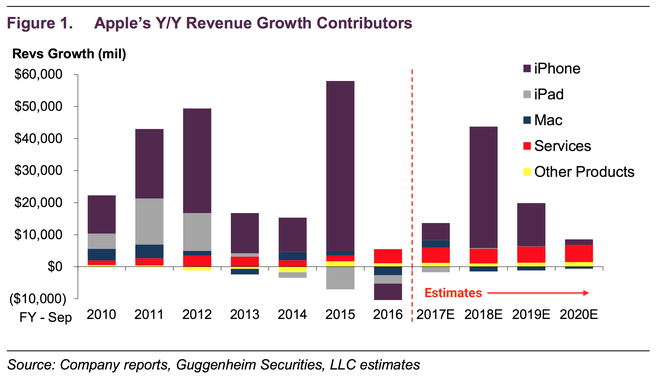 Figure 1. Apple's Y/Y Revenue Growth Contributors
Revs Growth (mil)
$60,000
$50,000
$40,000
$30,000
$20,000
$10,000
$0
($10,000)
iPhone
iPad
Mac
Services
Other Products
Estimates
FY - Sep 2010 2011 2012 2013 2014 2015 2016 2017E 2018E 2019E 2020E
Source: Company reports, Guggenheim Securities, LLC estimates